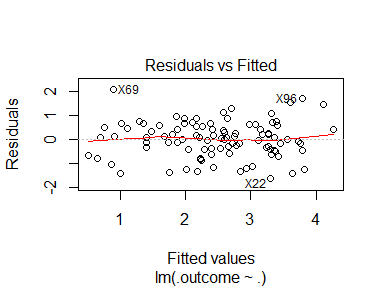 Residuals vs Fitted
Residuals
2
1
0
-2
X69
X96
X22
1
2
3
4
Fitted values
lm(.outcome ~ .)